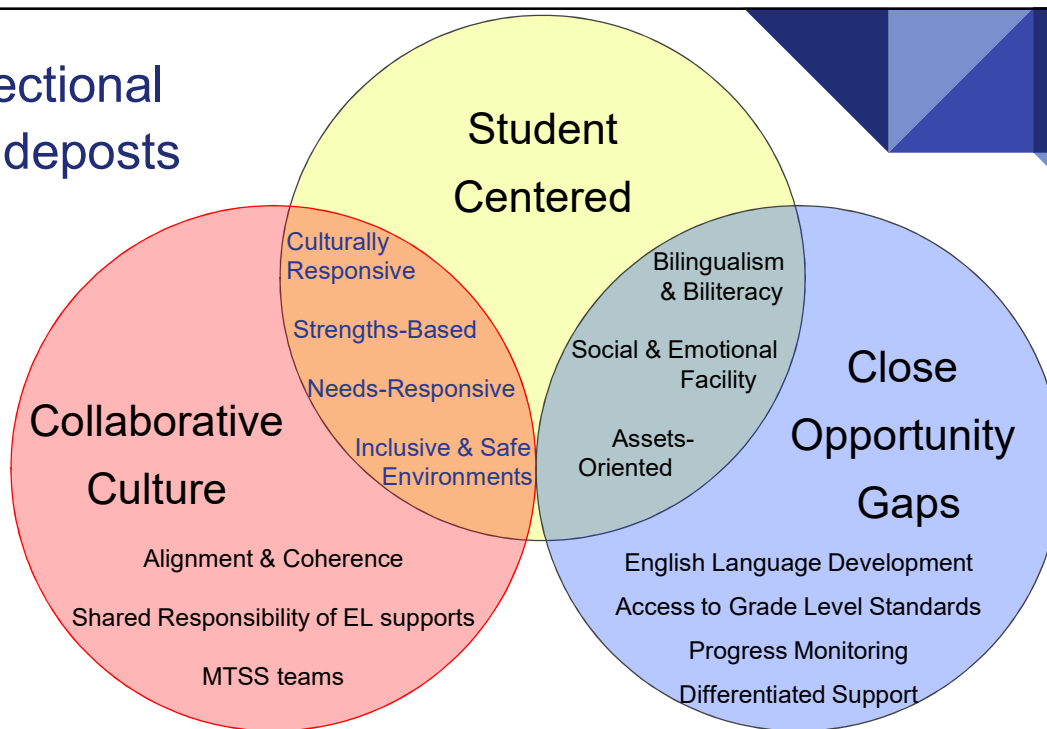 ectional
deposts
Student
Centered
Culturally
Responsive
Strengths-Based
Needs-Responsive
Inclusive & Safe
Environments
Bilingualism
& Biliteracy
Social & Emotional
Facility
Assets-
Oriented
Collaborative
Culture
Alignment & Coherence
Shared Responsibility of EL supports
MTSS teams
Close
Opportunity
Gaps
English Language Development
Access to Grade Level Standards
Progress Monitoring
Differentiated Support